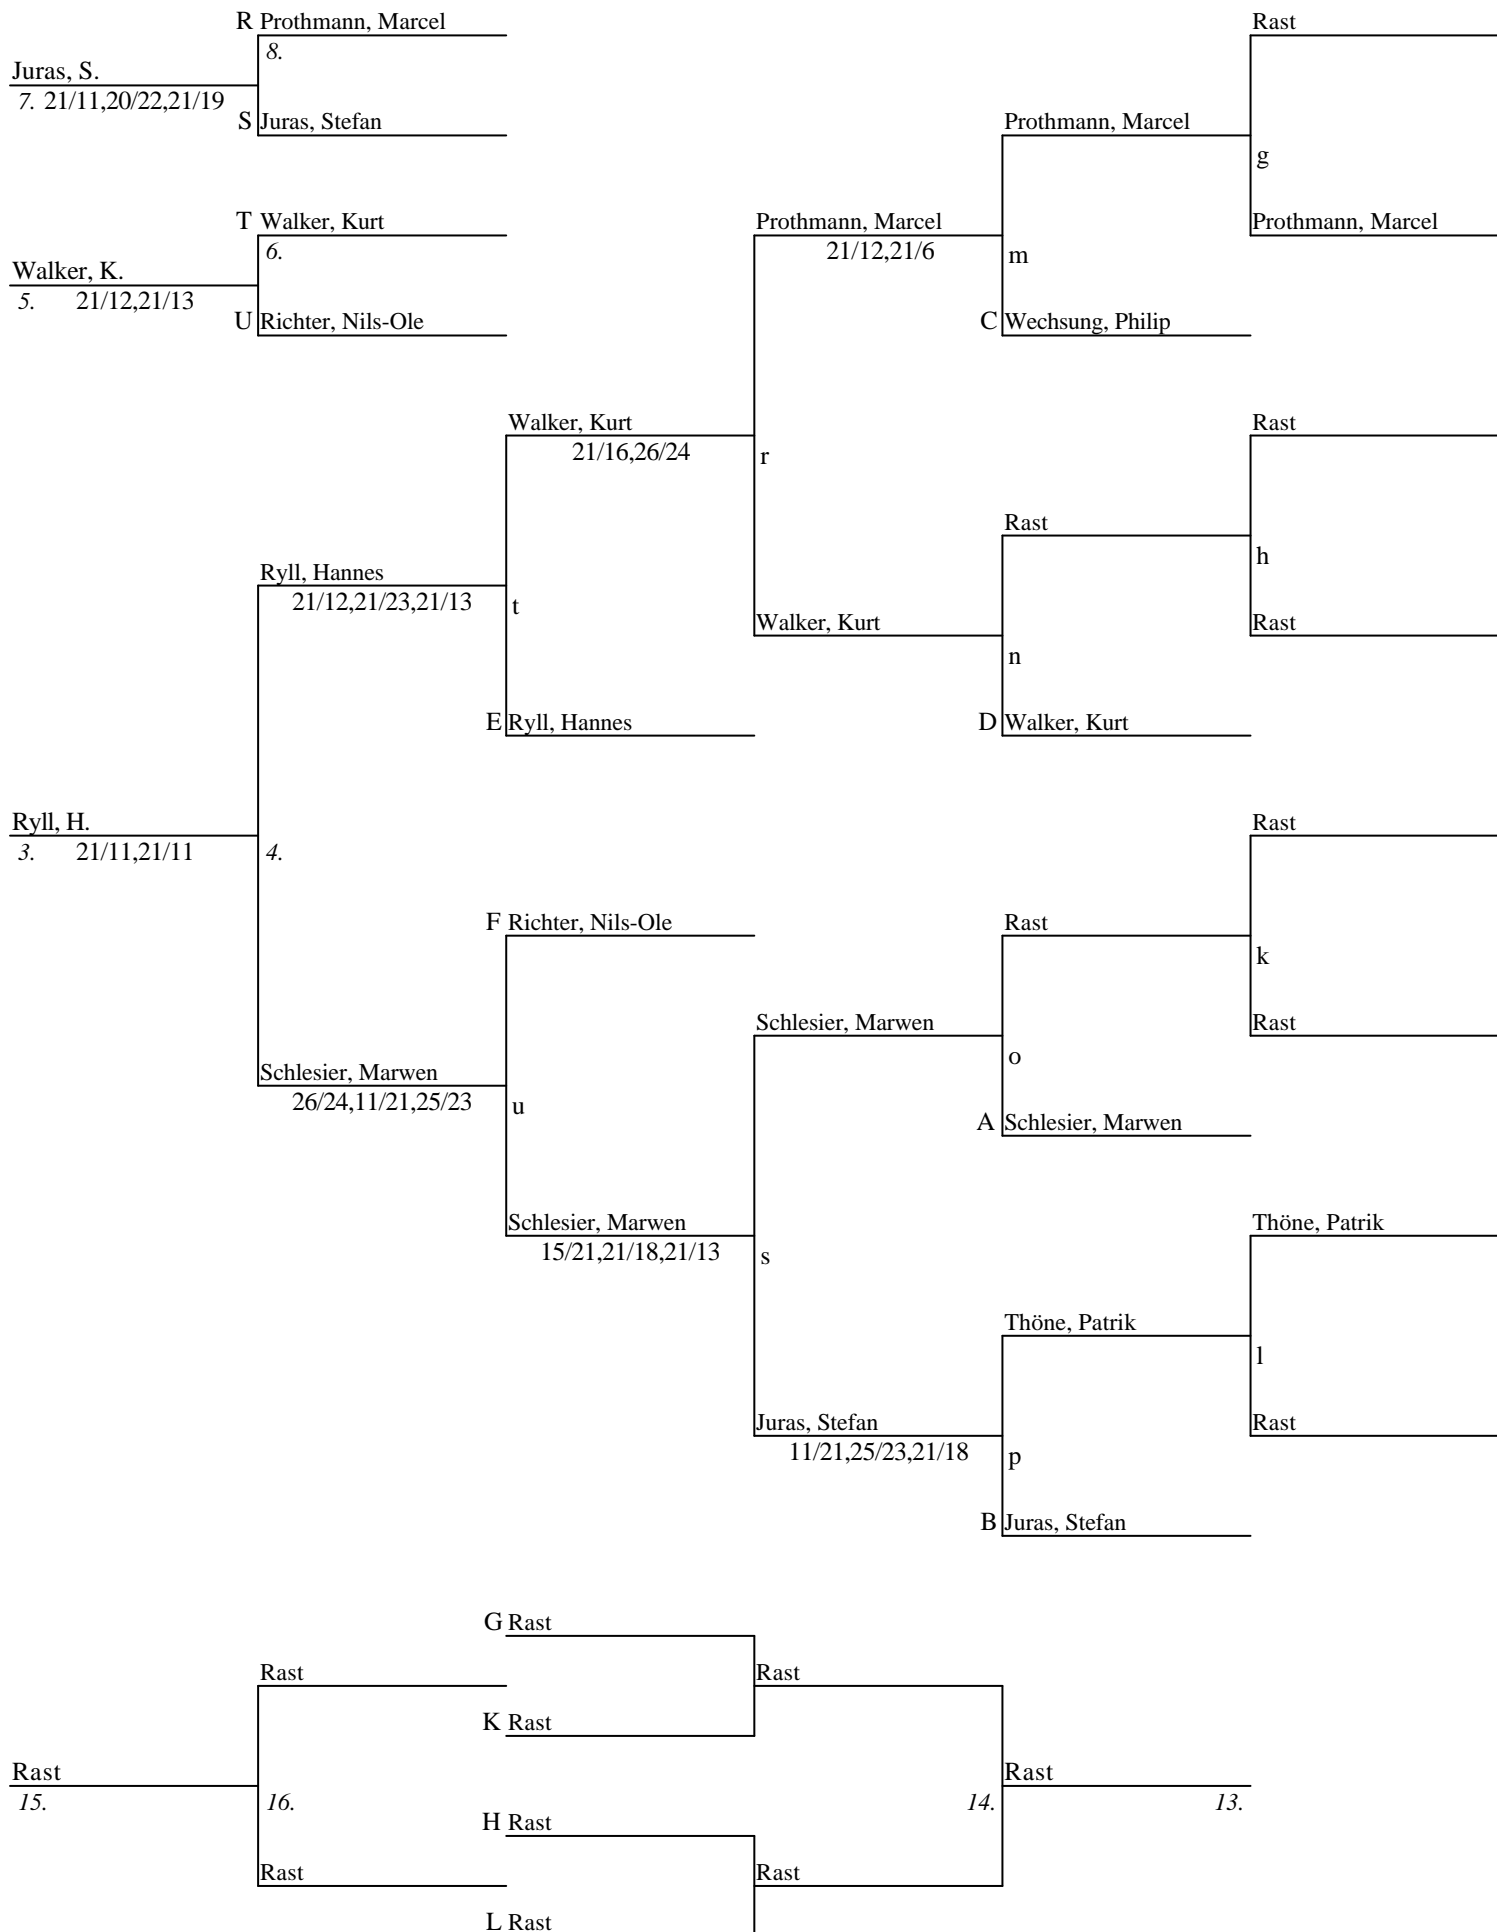 R Prothmann, Marcel
Rast
8.
Juras, S.
7. 21/11,20/22,21/19
S Juras, Stefan
Prothmann, Marcel
g
T Walker, Kurt
Prothmann, Marcel
Prothmann, Marcel
6.
21/12,21/6
m
Walker, K.
5. 21/12,21/13
U Richter, Nils-Ole
C Wechsung, Philip
Walker, Kurt
Rast
21/16,26/24
r
Rast
h
Ryll, Hannes
21/12,21/23,21/13
t
Walker, Kurt
Rast
n
E Ryll, Hannes
D Walker, Kurt
Ryll, H.
Rast
3. 21/11,21/11
4.
F Richter, Nils-Ole
Rast
k
Schlesier, Marwen
Rast
o
Schlesier, Marwen
26/24,11/21,25/23
u
A Schlesier, Marwen
Schlesier, Marwen
Thöne, Patrik
15/21,21/18,21/13
s
Thöne, Patrik
l
Juras, Stefan
Rast
11/21,25/23,21/18
p
B Juras, Stefan
G Rast
Rast
Rast
K Rast
Rast
Rast
15.
16.
14.
13.
H Rast
Rast
Rast
L Rast